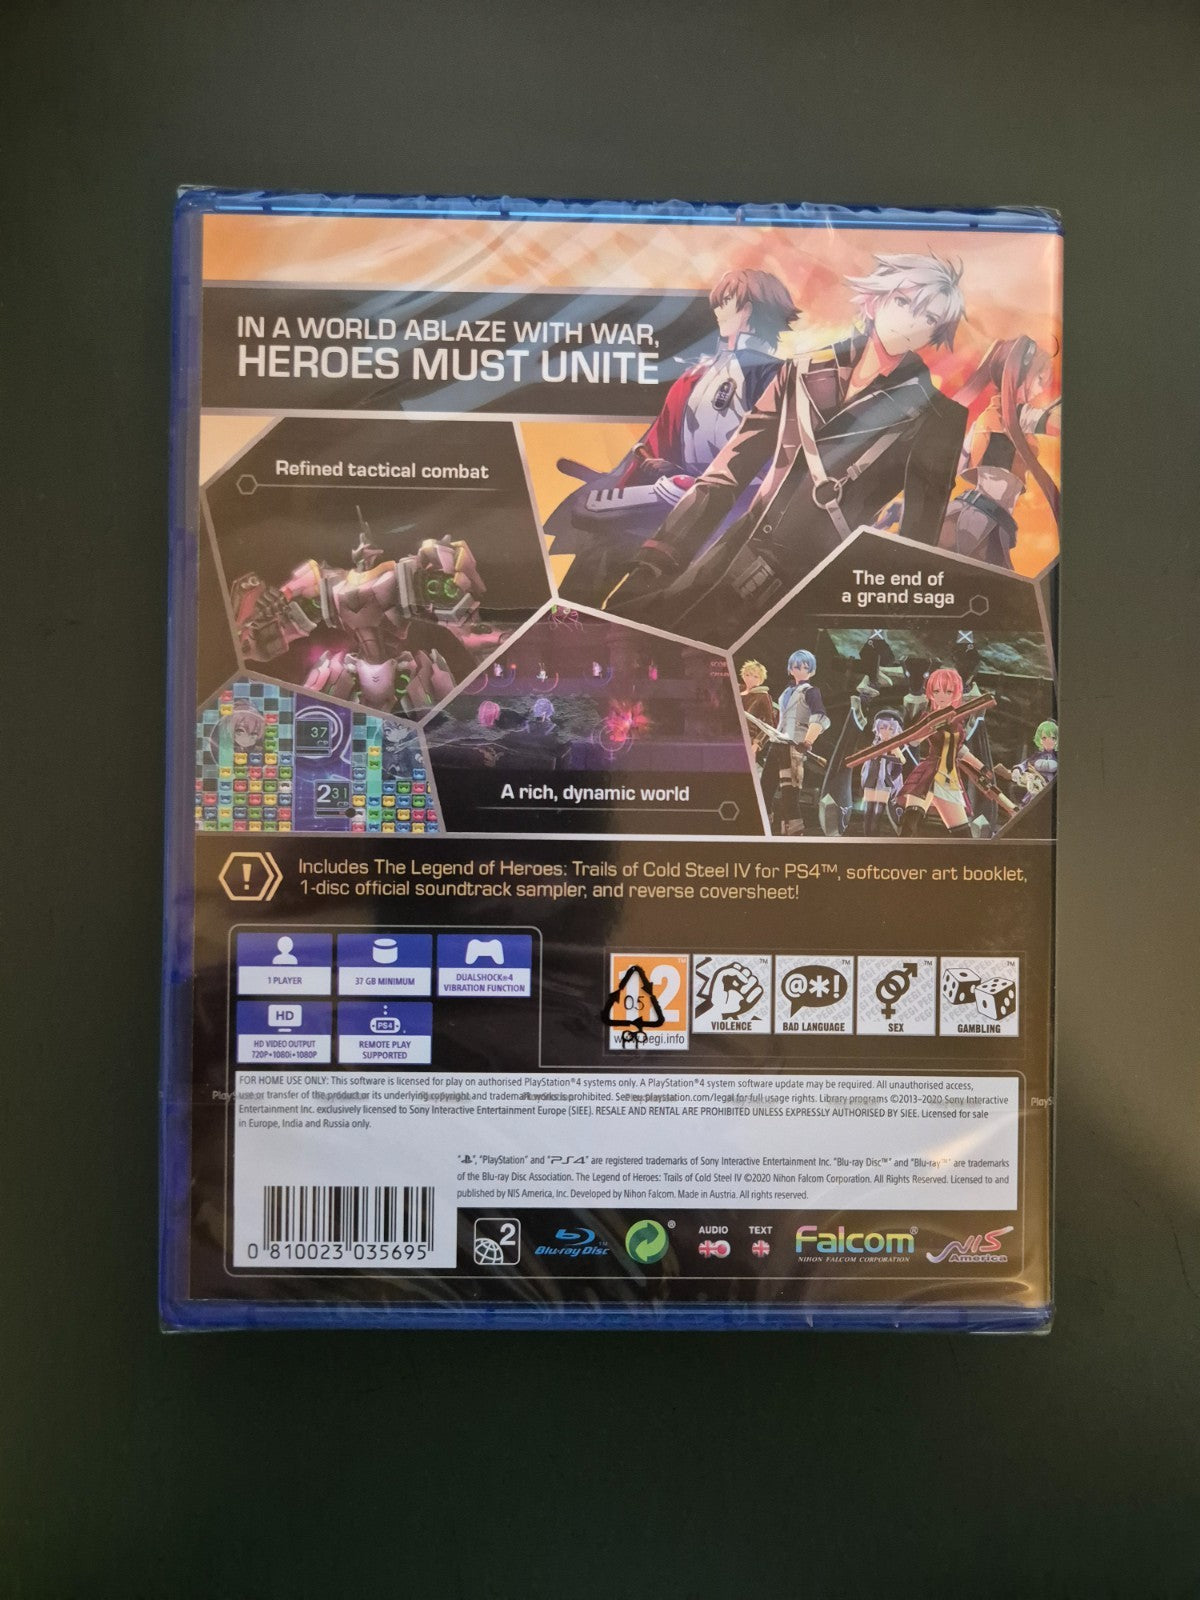 IN A WORLD ABLAZE WITH WAR,
HEROES MUST UNITE
Refined tactical combat
The end of
a grand saga
37
CP
231
CP
A rich, dynamic world
Includes The Legend of Heroes: Trails of Cold Steel IV for PS4™, softcover art booklet,
1-disc official soundtrack sampler, and reverse coversheet!
1 PLAYER
37 GB MINIMUM
DUALSHOCK®4
VIBRATION FUNCTION
HD
HD VIDEO OUTPUT
720P•1080i•1080P
PS4
REMOTE PLAY
SUPPORTED
12
05
www.pegi.info
VIOLENCE
@*!
BAD LANGUAGE
SEX
GAMBLING
FOR HOME USE ONLY: This software is licensed for play on authorised PlayStation®4 systems only. A PlayStation®4 system software update may be required. All unauthorised access,
use or transfer of the product or its underlying copyright and trademark works is prohibited. See eu.playstation.com/legal for full usage rights. Library programs ©2013-2020 Sony Interactive
Entertainment Inc. exclusively licensed to Sony Interactive Entertainment Europe (SIEE). RESALE AND RENTAL ARE PROHIBITED UNLESS EXPRESSLY AUTHORISED BY SIEE. Licensed for sale
in Europe, India and Russia only.
"PlayStation" and "PS4" are registered trademarks of Sony Interactive Entertainment Inc. "Blu-ray Disc™" and "Blu-ray™" are trademarks
of the Blu-ray Disc Association. The Legend of Heroes: Trails of Cold Steel IV ©2020 Nihon Falcom Corporation. All Rights Reserved. Licensed to and
published by NIS America, Inc. Developed by Nihon Falcom. Made in Austria. All rights reserved.
0 810023 035695
2
Blu-ray Disc™
AUDIO
TEXT
Falcom®
NIHON FALCOM CORPORATION
NIS
America